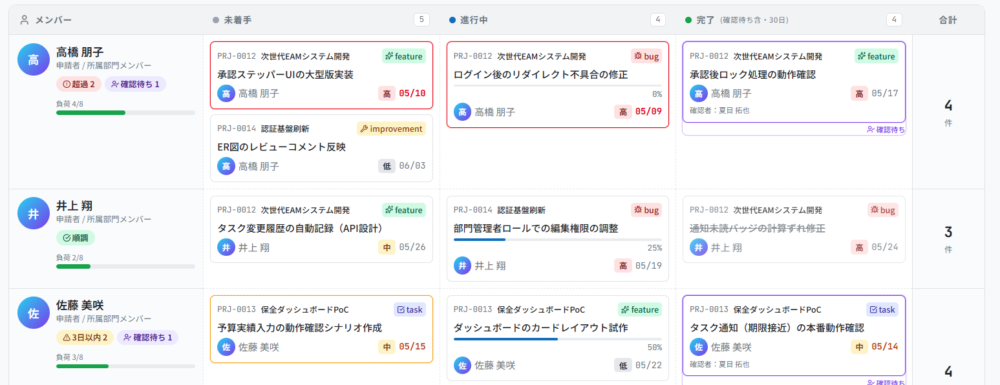 メンバー
未着手 5
進行中 4
完了 (確認待ち含・30日) 4
合計
高
高橋 朋子
申請者 / 所属部門メンバー
超過 2 確認待ち 1
負荷 4/8
PRJ-0012 次世代EAMシステム開発 feature
承認ステッパーUIの大型版実装
高 高橋 朋子 高 05/10
PRJ-0014 認証基盤刷新 improvement
ER図のレビューコメント反映
高 高橋 朋子 低 06/03
PRJ-0012 次世代EAMシステム開発 bug
ログイン後のリダイレクト不具合の修正
0%
高 高橋 朋子 高 05/09
PRJ-0012 次世代EAMシステム開発 feature
承認後ロック処理の動作確認
高 高橋 朋子 高 05/17
確認者：夏目 拓也
確認待ち
4
件
井
井上 翔
申請者 / 所属部門メンバー
順調
負荷 2/8
PRJ-0012 次世代EAMシステム開発 feature
タスク変更履歴の自動記録（API設計）
井 井上 翔 中 05/26
PRJ-0014 認証基盤刷新 bug
部門管理者ロールでの編集権限の調整
25%
井 井上 翔 高 05/19
PRJ-0012 次世代EAMシステム開発 bug
通知未読バッジの計算ずれ修正
井 井上 翔 高 05/24
3
件
佐
佐藤 美咲
申請者 / 所属部門メンバー
3日以内 2 確認待ち 1
負荷 3/8
PRJ-0013 保全ダッシュボードPoC task
予算実績入力の動作確認シナリオ作成
佐 佐藤 美咲 中 05/15
PRJ-0013 保全ダッシュボードPoC feature
ダッシュボードのカードレイアウト試作
50%
佐 佐藤 美咲 低 05/22
PRJ-0013 保全ダッシュボードPoC task
タスク通知（期限接近）の本番動作確認
佐 佐藤 美咲 中 05/14
確認者：夏目 拓也
確認待ち
4